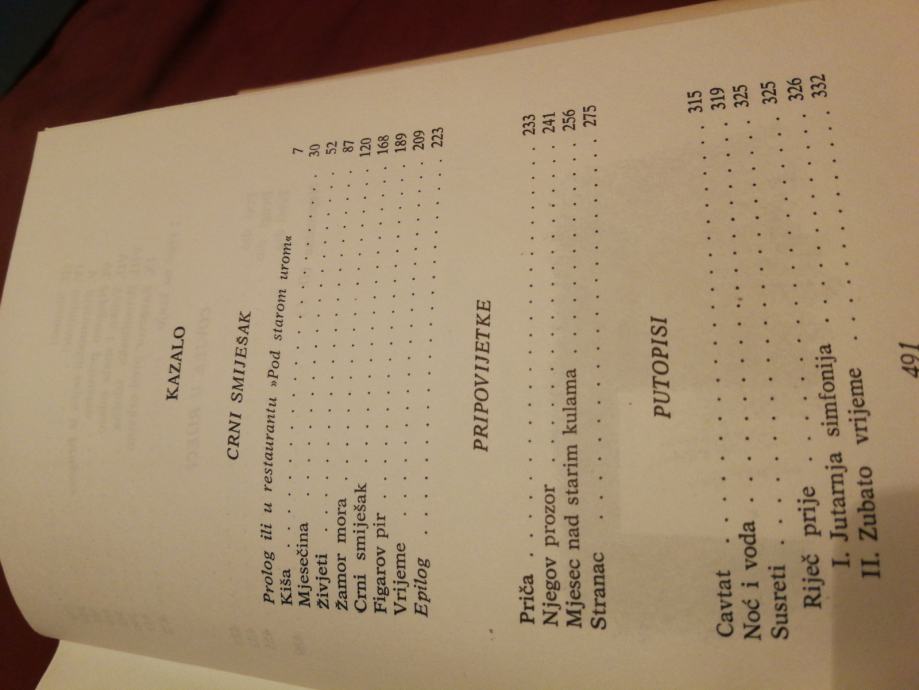 KAZALO
CRNI SMIJEŠAK
Prolog ili u restaurantu »Pod starom urom« 7
Kiša . . . . . . . . . . . . . . . . . . . . 30
Mjesečina . . . . . . . . . . . . . . . . . . 52
Živjeti . . . . . . . . . . . . . . . . . . . 87
Zamor mora . . . . . . . . . . . . . . . . . 120
Crni smiješak . . . . . . . . . . . . . . . . 168
Figarov pir . . . . . . . . . . . . . . . . . 189
Vrijeme . . . . . . . . . . . . . . . . . . . 209
Epilog . . . . . . . . . . . . . . . . . . . 223
PRIPOVIJETKE
Priča . . . . . . . . . . . . . . . . . . . . 233
Njegov prozor . . . . . . . . . . . . . . . . 241
Mjesec nad starim kulama . . . . . . . . . . . 256
Stranac . . . . . . . . . . . . . . . . . . . 275
PUTOPISI
Cavtat . . . . . . . . . . . . . . . . . . . 315
Noć i voda . . . . . . . . . . . . . . . . . 319
Susreti . . . . . . . . . . . . . . . . . . . 325
Riječ prije . . . . . . . . . . . . . . . . . 325
I. Jutarnja simfonija . . . . . . . . . . . . 326
II. Zubato vrijeme . . . . . . . . . . . . . . 332
491